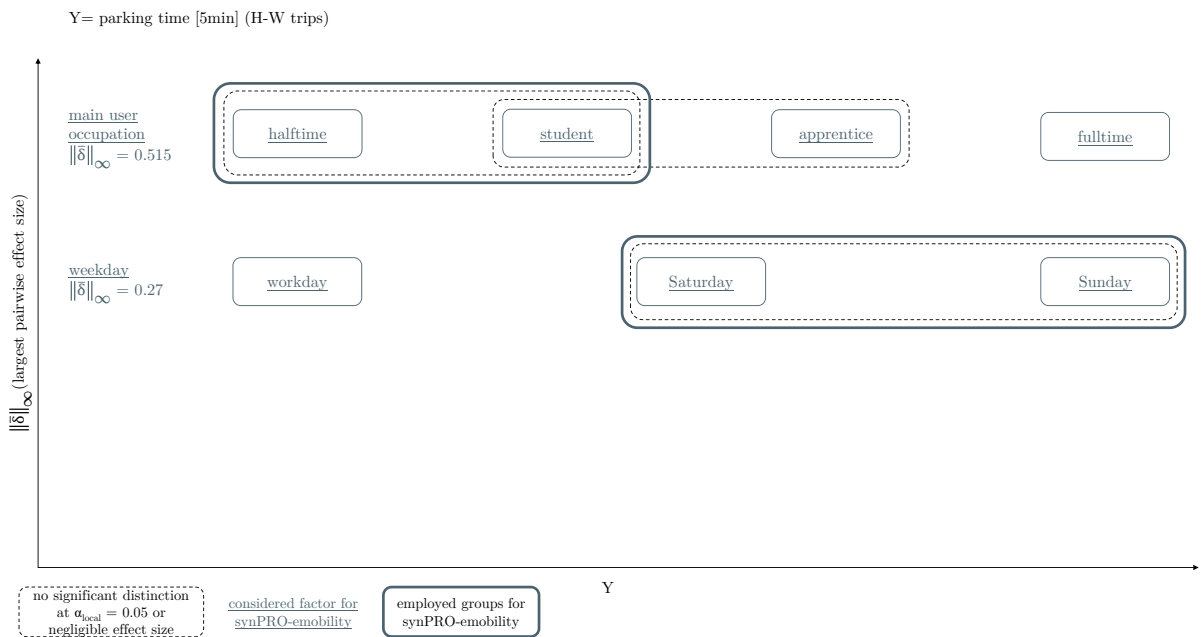 Y= parking time [5min] (H-W trips)
main user
occupation
‖δ̄‖∞ = 0.515
halftime
student
apprentice
fulltime
weekday
‖δ̄‖∞ = 0.27
workday
Saturday
Sunday
‖δ̄‖∞(largest pairwise effect size)
Y
no significant distinction
at αlocal = 0.05 or
negligible effect size
considered factor for
synPRO-emobility
employed groups for
synPRO-emobility